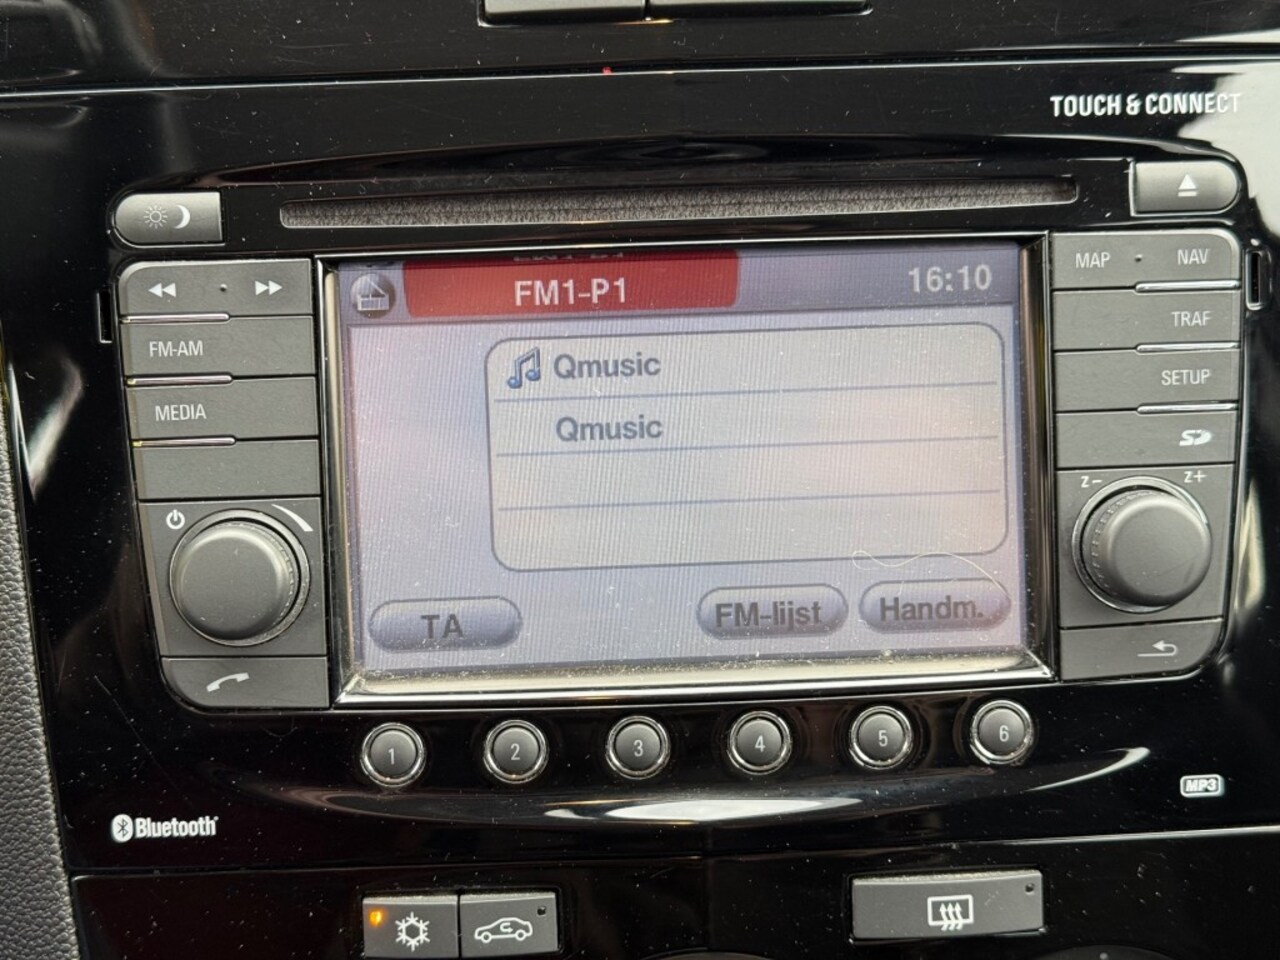 TOUCH & CONNECT
FM1-P1
16:10
MAP
NAV
FM-AM
TRAF
Qmusic
MEDIA
SETUP
Qmusic
z-
z+
TA
FM-lijst
Handm.
1
2
3
4
5
6
MP3
Bluetooth